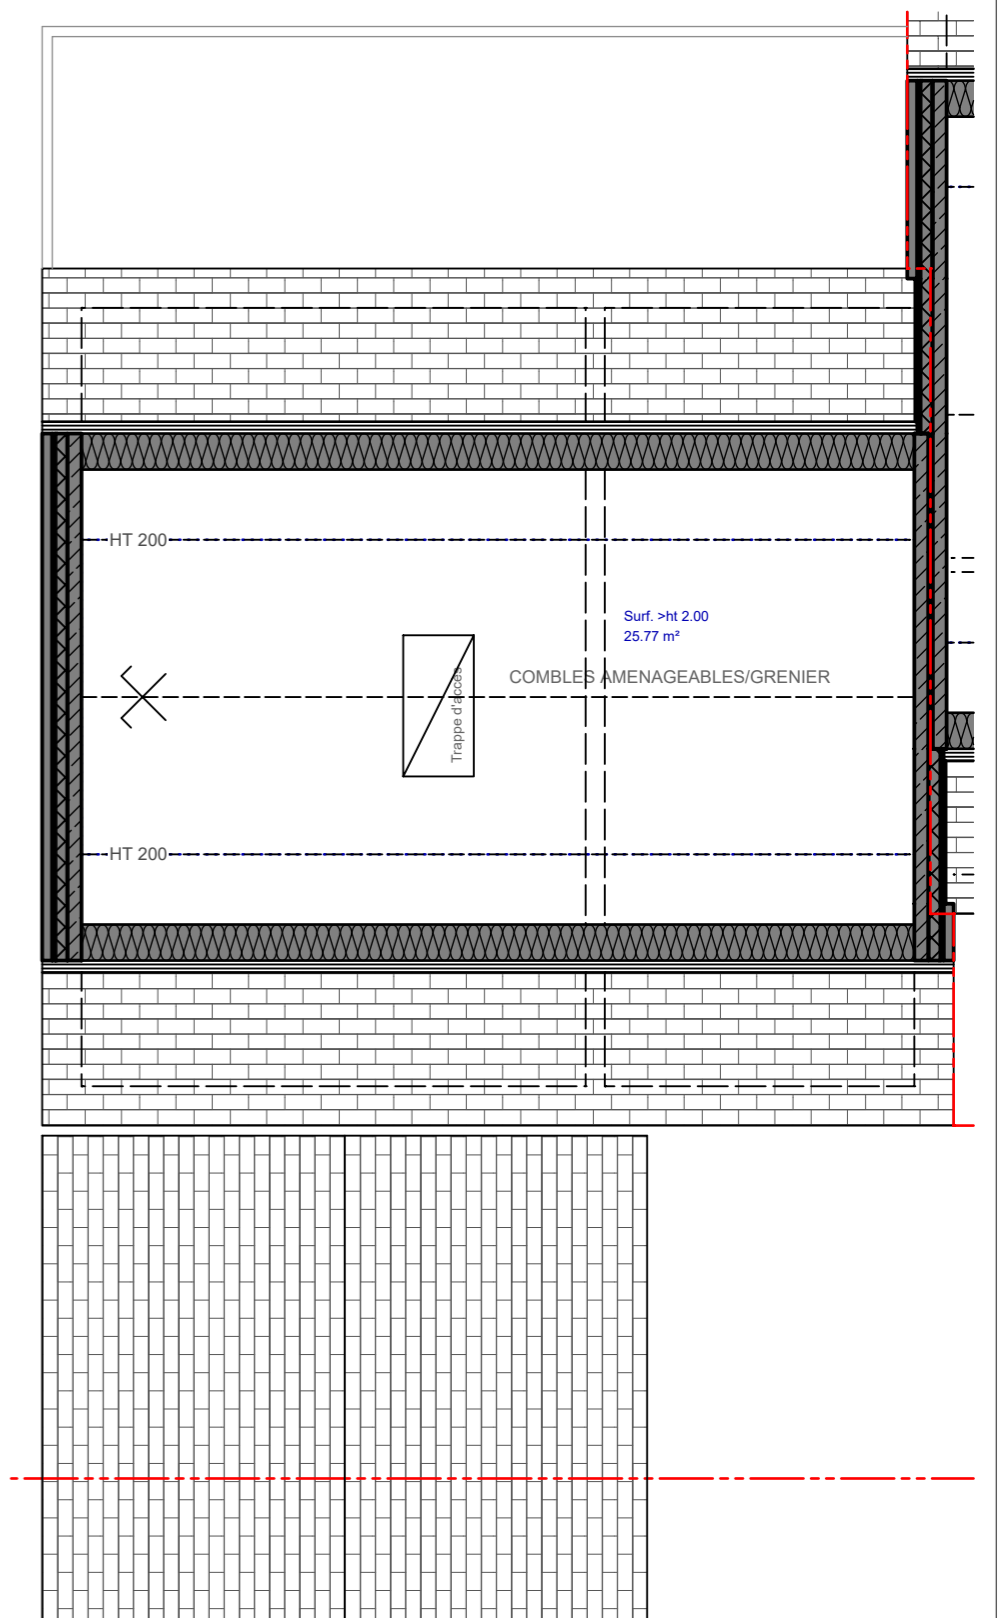 HT 200
Surf. >ht 2.00
25.77 m²
COMBLES AMENAGEABLES/GRENIER
Trappe d'accès
HT 200